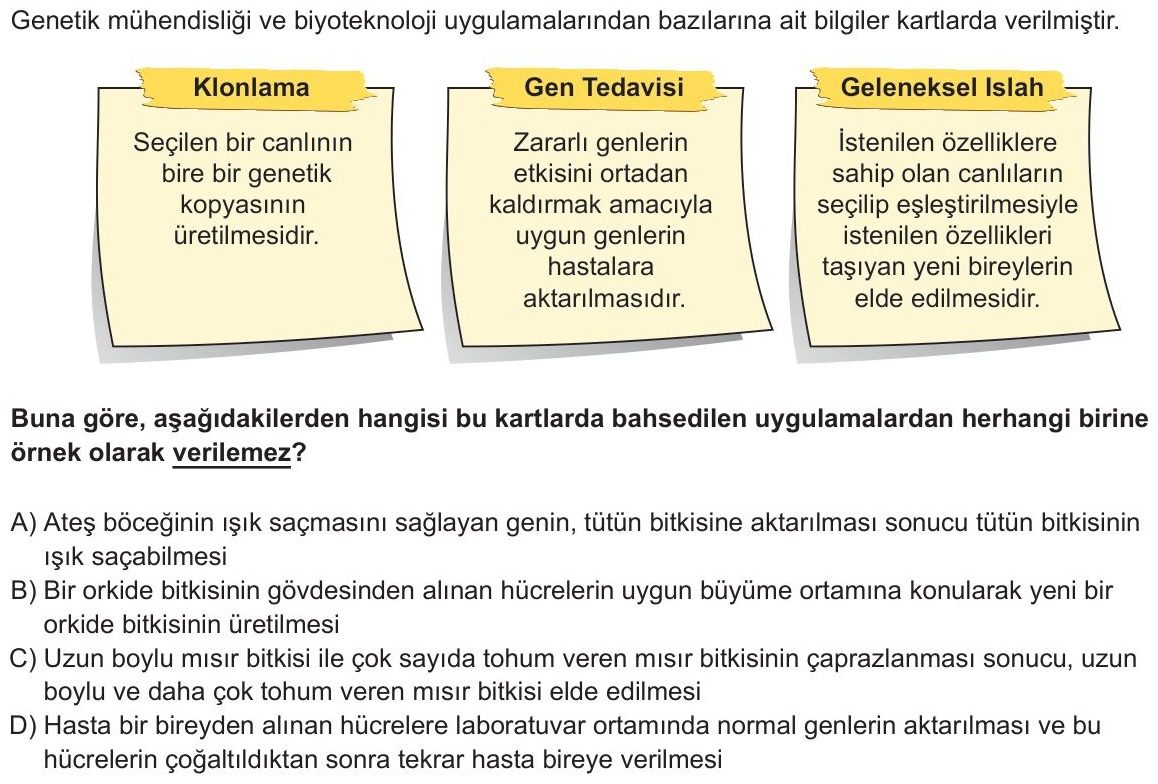 Genetik mühendisliği ve biyoteknoloji uygulamalarından bazılarına ait bilgiler kartlarda verilmiştir.
Klonlama
Seçilen bir canlının
bire bir genetik
kopyasının
üretilmesidir.
Gen Tedavisi
Zararlı genlerin
etkisini ortadan
kaldırmak amacıyla
uygun genlerin
hastalara
aktarılmasıdır.
Geleneksel Islah
İstenilen özelliklere
sahip olan canlıların
seçilip eşleştirilmesiyle
istenilen özellikleri
taşıyan yeni bireylerin
elde edilmesidir.
Buna göre, aşağıdakilerden hangisi bu kartlarda bahsedilen uygulamalardan herhangi birine
örnek olarak verilemez?
A) Ateş böceğinin ışık saçmasını sağlayan genin, tütün bitkisine aktarılması sonucu tütün bitkisinin
ışık saçabilmesi
B) Bir orkide bitkisinin gövdesinden alınan hücrelerin uygun büyüme ortamına konularak yeni bir
orkide bitkisinin üretilmesi
C) Uzun boylu mısır bitkisi ile çok sayıda tohum veren mısır bitkisinin çaprazlanması sonucu, uzun
boylu ve daha çok tohum veren mısır bitkisi elde edilmesi
D) Hasta bir bireyden alınan hücrelere laboratuvar ortamında normal genlerin aktarılması ve bu
hücrelerin çoğaltıldıktan sonra tekrar hasta bireye verilmesi